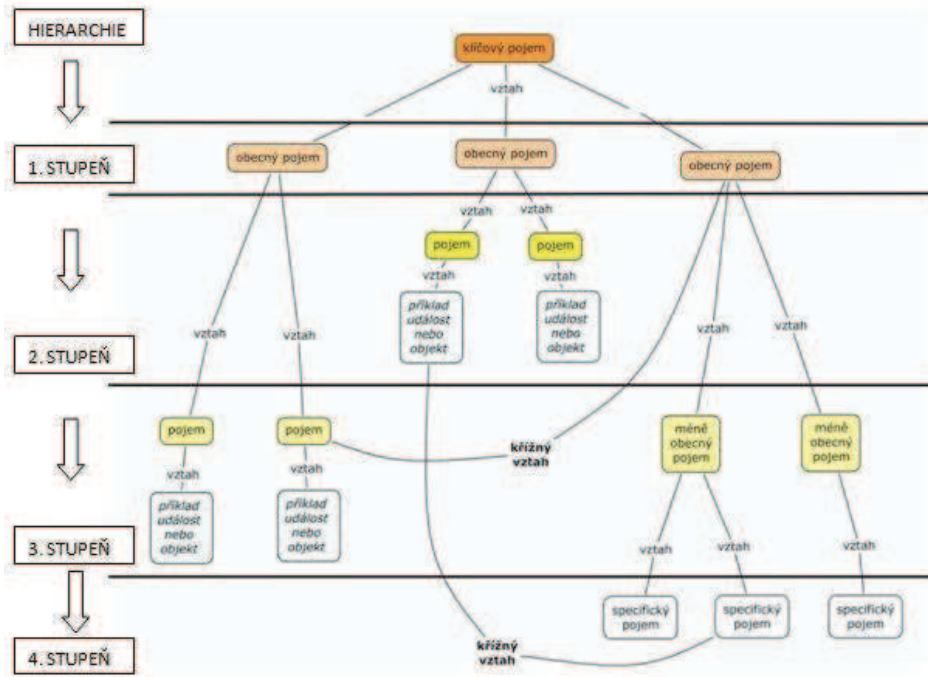 HIERARCHIE
klíčový pojem
vztah
1. STUPEŇ
obecný pojem
obecný pojem
obecný pojem
vztah
vztah
pojem
pojem
vztah
vztah
příklad
událost
nebo
objekt
příklad
událost
nebo
objekt
vztah
vztah
vztah
vztah
2. STUPEŇ
pojem
pojem
křížný
vztah
méně
obecný
pojem
méně
obecný
pojem
vztah
vztah
příklad
událost
nebo
objekt
příklad
událost
nebo
objekt
vztah
vztah
vztah
3. STUPEŇ
specifický
pojem
specifický
pojem
specifický
pojem
křížný
vztah
4. STUPEŇ